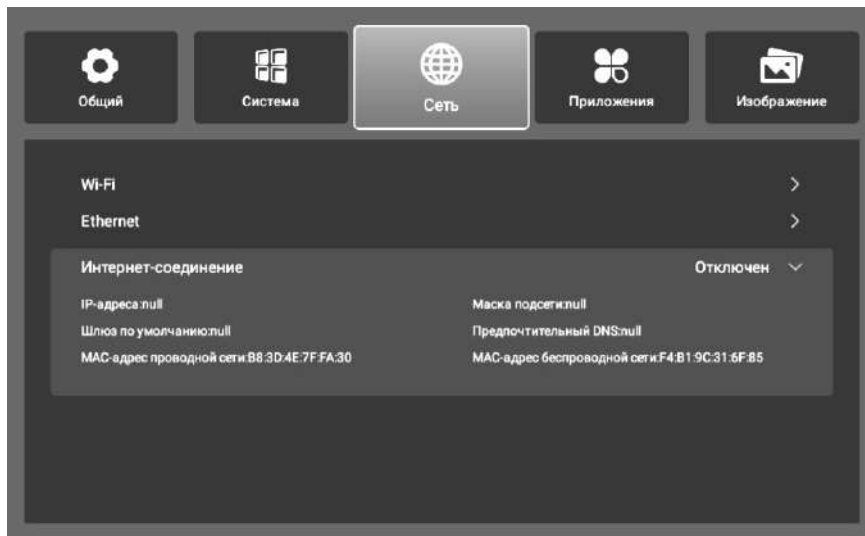 Общий Система Сеть Приложения Изображение
Wi-Fi
Ethernet
Интернет-соединение Отключен
IP-адреса:null Маска подсети:null
Шлюз по умолчанию:null Предпочтительный DNS:null
MAC-адрес проводной сети:B8:3D:4E:7F:FA:30 MAC-адрес беспроводной сети:F4:B1:9C:31:6F:85